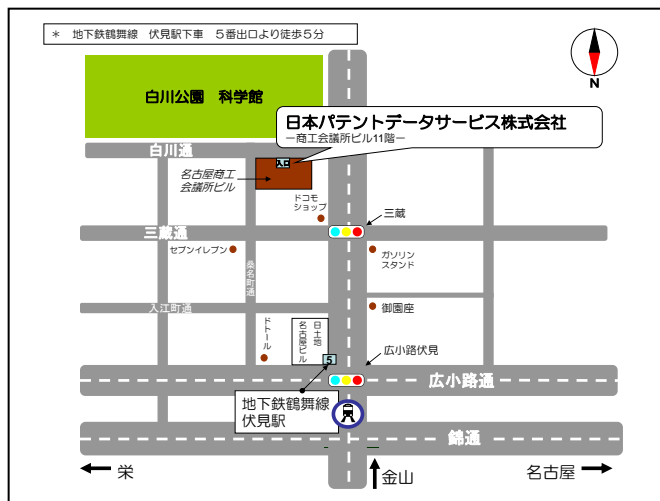 ＊ 地下鉄鶴舞線 伏見駅下車 ５番出口より徒歩５分
N
白川公園 科学館
日本パテントデータサービス株式会社
－商工会議所ビル11階－
白川通
入口
名古屋商工
会議所ビル
ドコモ
ショップ
三蔵
三蔵通
セブンイレブン
桑名町通
ガソリン
スタンド
入江町通
御園座
ドトール
日土地
名古屋ビル
5
広小路伏見
広小路通
地下鉄鶴舞線
伏見駅
錦通
栄
金山
名古屋